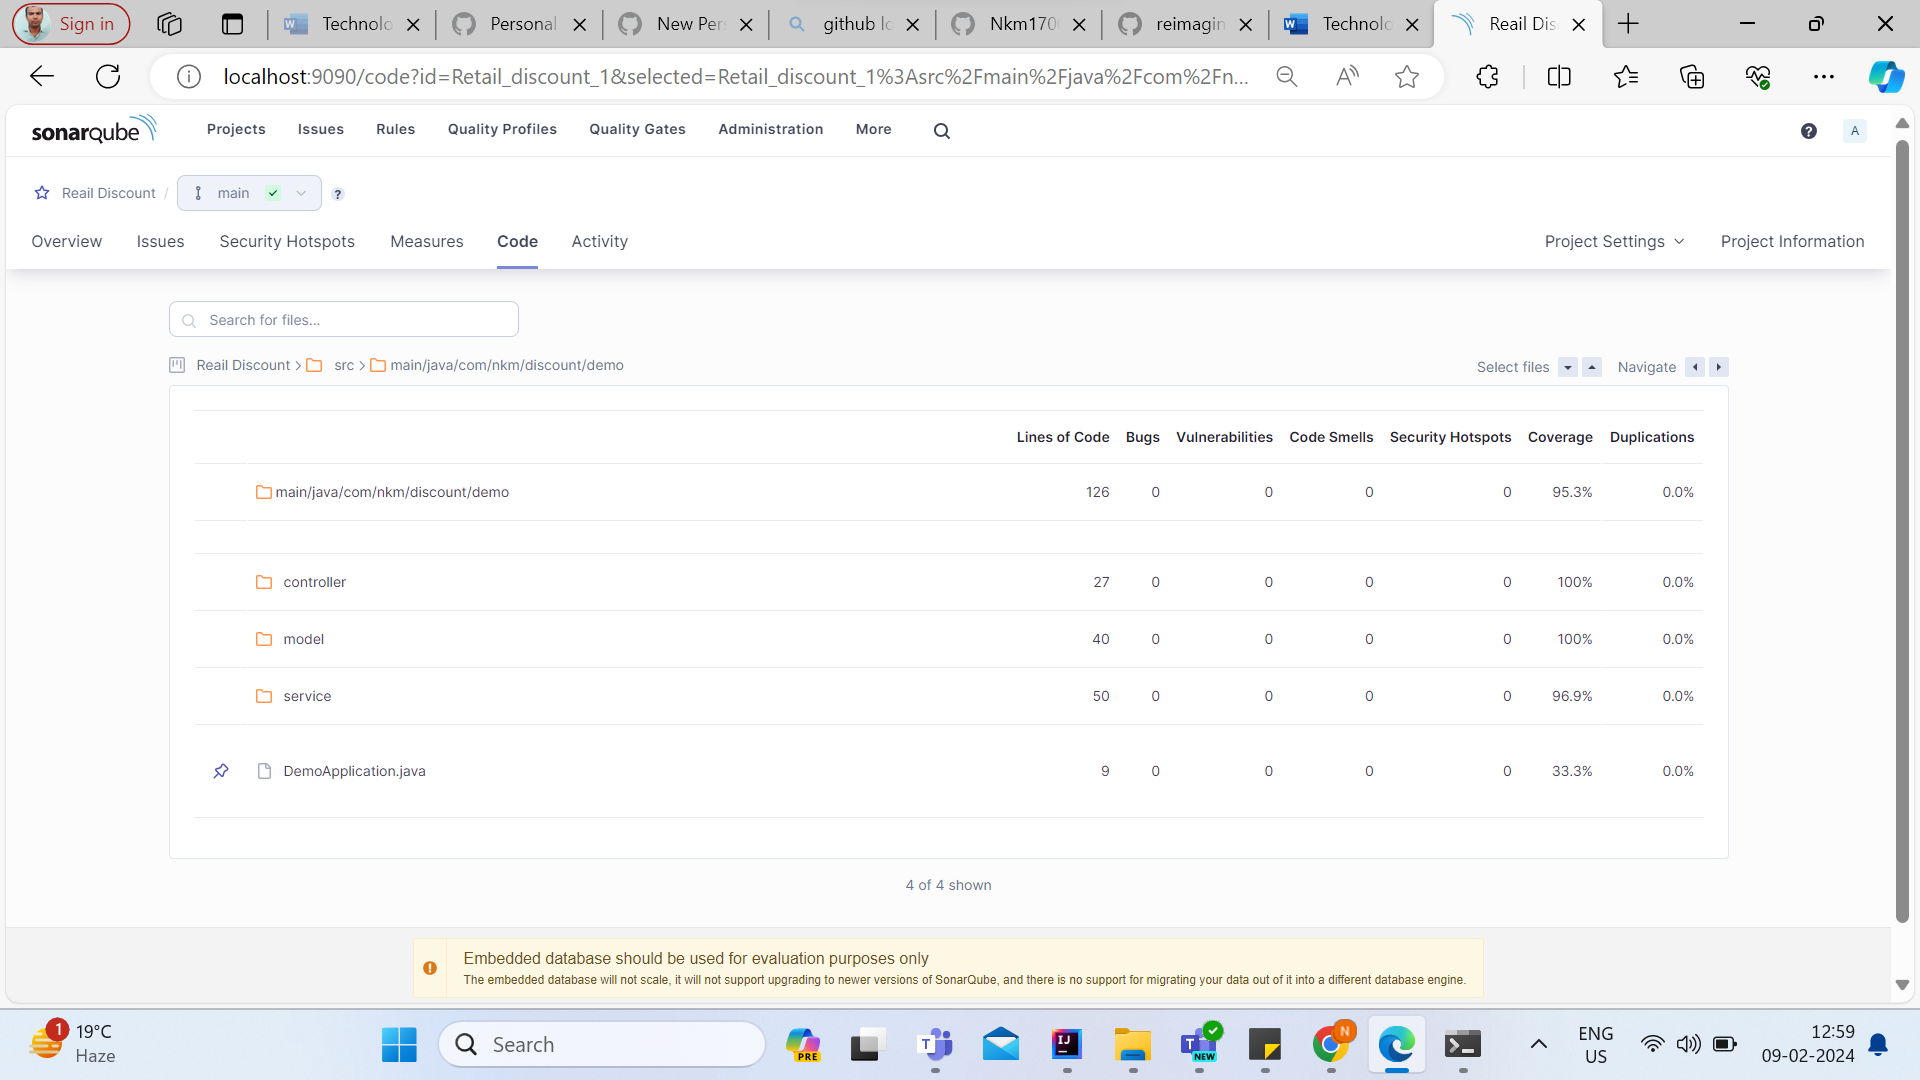 Sign in
Technolo
Personal
New Pers
github lo
Nkm170
reimagin
Technolo
Reail Dis
localhost:9090/code?id=Retail_discount_1&selected=Retail_discount_1%3Asrc%2Fmain%2Fjava%2Fcom%2Fn...
sonarqube
Projects Issues Rules Quality Profiles Quality Gates Administration More
? A
Reail Discount / main ?
Overview Issues Security Hotspots Measures Code Activity Project Settings Project Information
Search for files...
Reail Discount > src > main/java/com/nkm/discount/demo
Select files Navigate
Lines of Code Bugs Vulnerabilities Code Smells Security Hotspots Coverage Duplications
main/java/com/nkm/discount/demo 126 0 0 0 0 95.3% 0.0%
controller 27 0 0 0 0 100% 0.0%
model 40 0 0 0 0 100% 0.0%
service 50 0 0 0 0 96.9% 0.0%
DemoApplication.java 9 0 0 0 0 33.3% 0.0%
4 of 4 shown
Embedded database should be used for evaluation purposes only
The embedded database will not scale, it will not support upgrading to newer versions of SonarQube, and there is no support for migrating your data out of it into a different database engine.
1
19°C
Haze
Search
PRE
T
T
NEW
IJ
N
ENG
US
12:59
09-02-2024